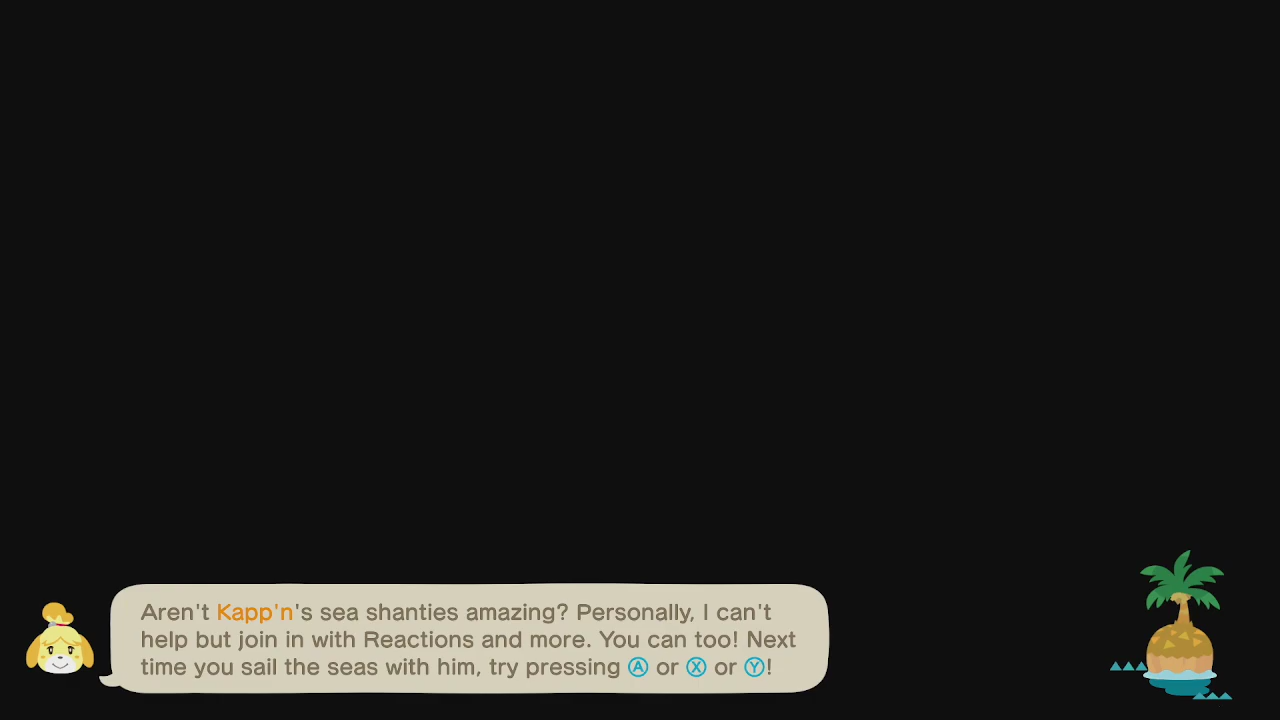 Aren't Kapp'n's sea shanties amazing? Personally, I can't
help but join in with Reactions and more. You can too! Next
time you sail the seas with him, try pressing Ⓐ or Ⓧ or Ⓨ!